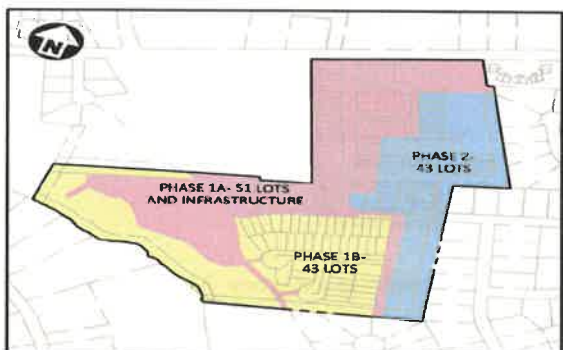 N
PHASE 1A- 51 LOTS
AND INFRASTRUCTURE
PHASE 2-
43 LOTS
PHASE 1B-
43 LOTS